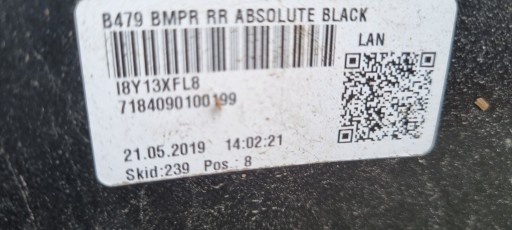 B479 BMPR RR ABSOLUTE BLACK
LAN
I8Y13XFL8
7184090100199
21.05.2019 14:02:21
Skid:239 Pos.: 8